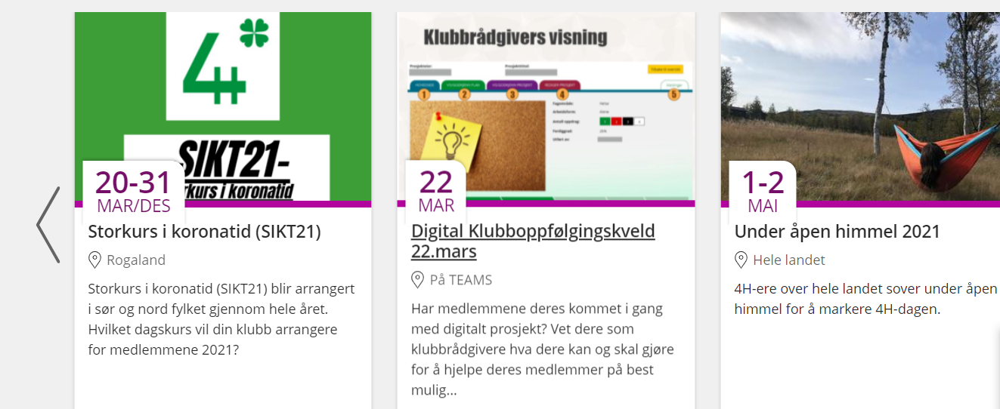 4H
SIKT21-
rkurs i koronatid
20-31
MAR/DES
Storkurs i koronatid (SIKT21)
Rogaland
Storkurs i koronatid (SIKT21) blir arrangert
i sør og nord fylket gjennom hele året.
Hvilket dagskurs vil din klubb arrangere
for medlemmene 2021?
Klubbrådgivers visning
1
2
3
4
5
22
MAR
Digital Klubboppfølgingskveld
22.mars
På TEAMS
Har medlemmene deres kommet i gang
med digitalt prosjekt? Vet dere som
klubbrådgivere hva dere kan og skal gjøre
for å hjelpe deres medlemmer på best
mulig...
1-2
MAI
Under åpen himmel 2021
Hele landet
4H-ere over hele landet sover under åpen
himmel for å markere 4H-dagen.